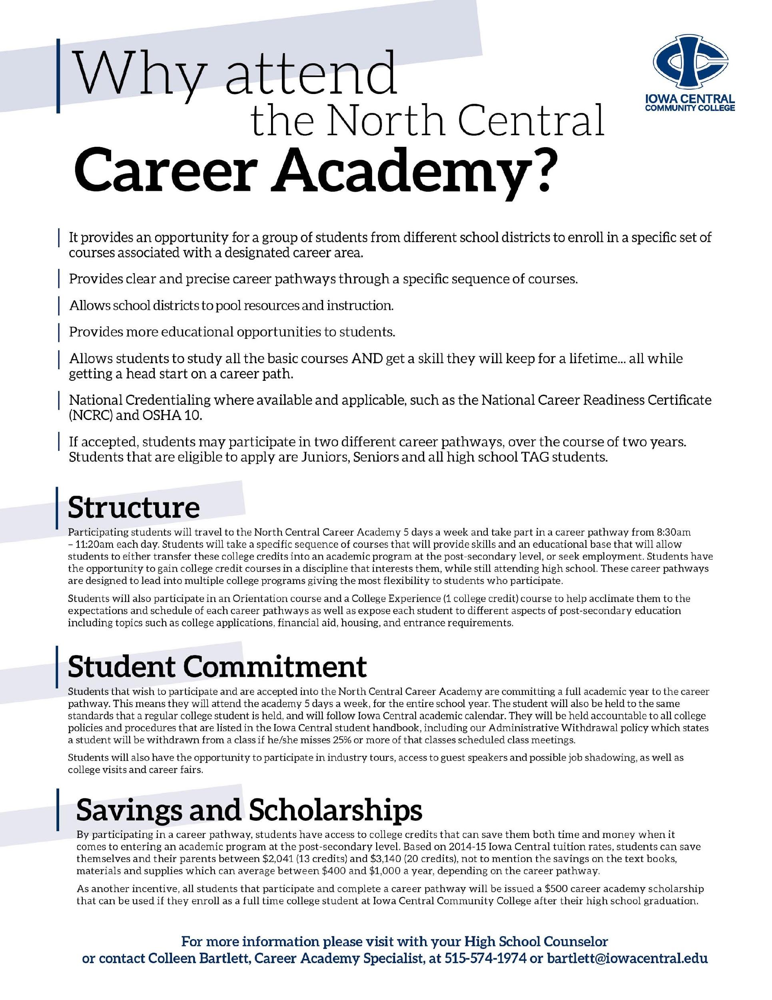 Why attend
the North Central
Career Academy?
IOWA CENTRAL
COMMUNITY COLLEGE
It provides an opportunity for a group of students from different school districts to enroll in a specific set of
courses associated with a designated career area.
Provides clear and precise career pathways through a specific sequence of courses.
Allows school districts to pool resources and instruction.
Provides more educational opportunities to students.
Allows students to study all the basic courses AND get a skill they will keep for a lifetime... all while
getting a head start on a career path.
National Credentialing where available and applicable, such as the National Career Readiness Certificate
(NCRC) and OSHA 10.
If accepted, students may participate in two different career pathways, over the course of two years.
Students that are eligible to apply are Juniors, Seniors and all high school TAG students.
Structure
Participating students will travel to the North Central Career Academy 5 days a week and take part in a career pathway from 8:30am
– 11:20am each day. Students will take a specific sequence of courses that will provide skills and an educational base that will allow
students to either transfer these college credits into an academic program at the post-secondary level, or seek employment. Students have
the opportunity to gain college credit courses in a discipline that interests them, while still attending high school. These career pathways
are designed to lead into multiple college programs giving the most flexibility to students who participate.
Students will also participate in an Orientation course and a College Experience (1 college credit) course to help acclimate them to the
expectations and schedule of each career pathways as well as expose each student to different aspects of post-secondary education
including topics such as college applications, financial aid, housing, and entrance requirements.
Student Commitment
Students that wish to participate and are accepted into the North Central Career Academy are committing a full academic year to the career
pathway. This means they will attend the academy 5 days a week, for the entire school year. The student will also be held to the same
standards that a regular college student is held, and will follow Iowa Central academic calendar. They will be held accountable to all college
policies and procedures that are listed in the Iowa Central student handbook, including our Administrative Withdrawal policy which states
a student will be withdrawn from a class if he/she misses 25% or more of that classes scheduled class meetings.
Students will also have the opportunity to participate in industry tours, access to guest speakers and possible job shadowing, as well as
college visits and career fairs.
Savings and Scholarships
By participating in a career pathway, students have access to college credits that can save them both time and money when it
comes to entering an academic program at the post-secondary level. Based on 2014-15 Iowa Central tuition rates, students can save
themselves and their parents between $2,041 (13 credits) and $3,140 (20 credits), not to mention the savings on the text books,
materials and supplies which can average between $400 and $1,000 a year, depending on the career pathway.
As another incentive, all students that participate and complete a career pathway will be issued a $500 career academy scholarship
that can be used if they enroll as a full time college student at Iowa Central Community College after their high school graduation.
For more information please visit with your High School Counselor
or contact Colleen Bartlett, Career Academy Specialist, at 515-574-1974 or bartlett@iowacentral.edu